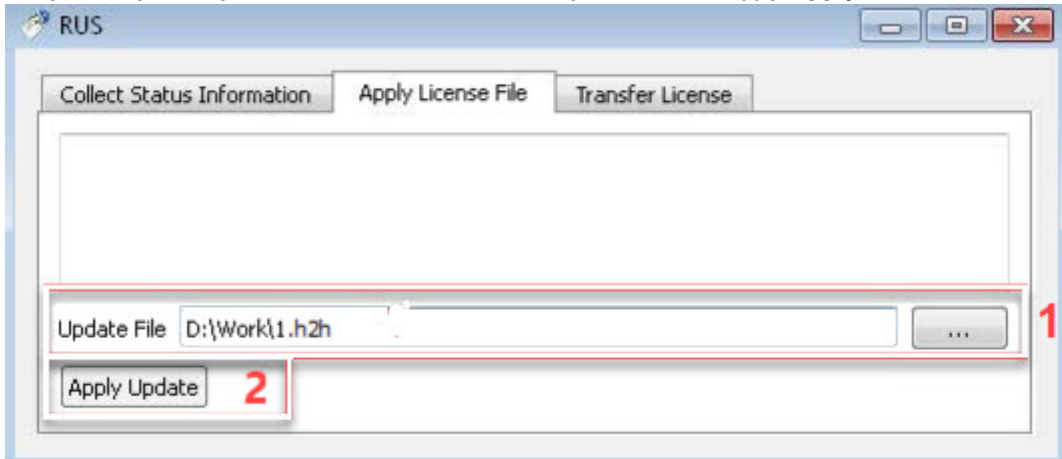 RUS
Collect Status Information Apply License File Transfer License
Update File D:\Work\1.h2h ... 1
Apply Update 2